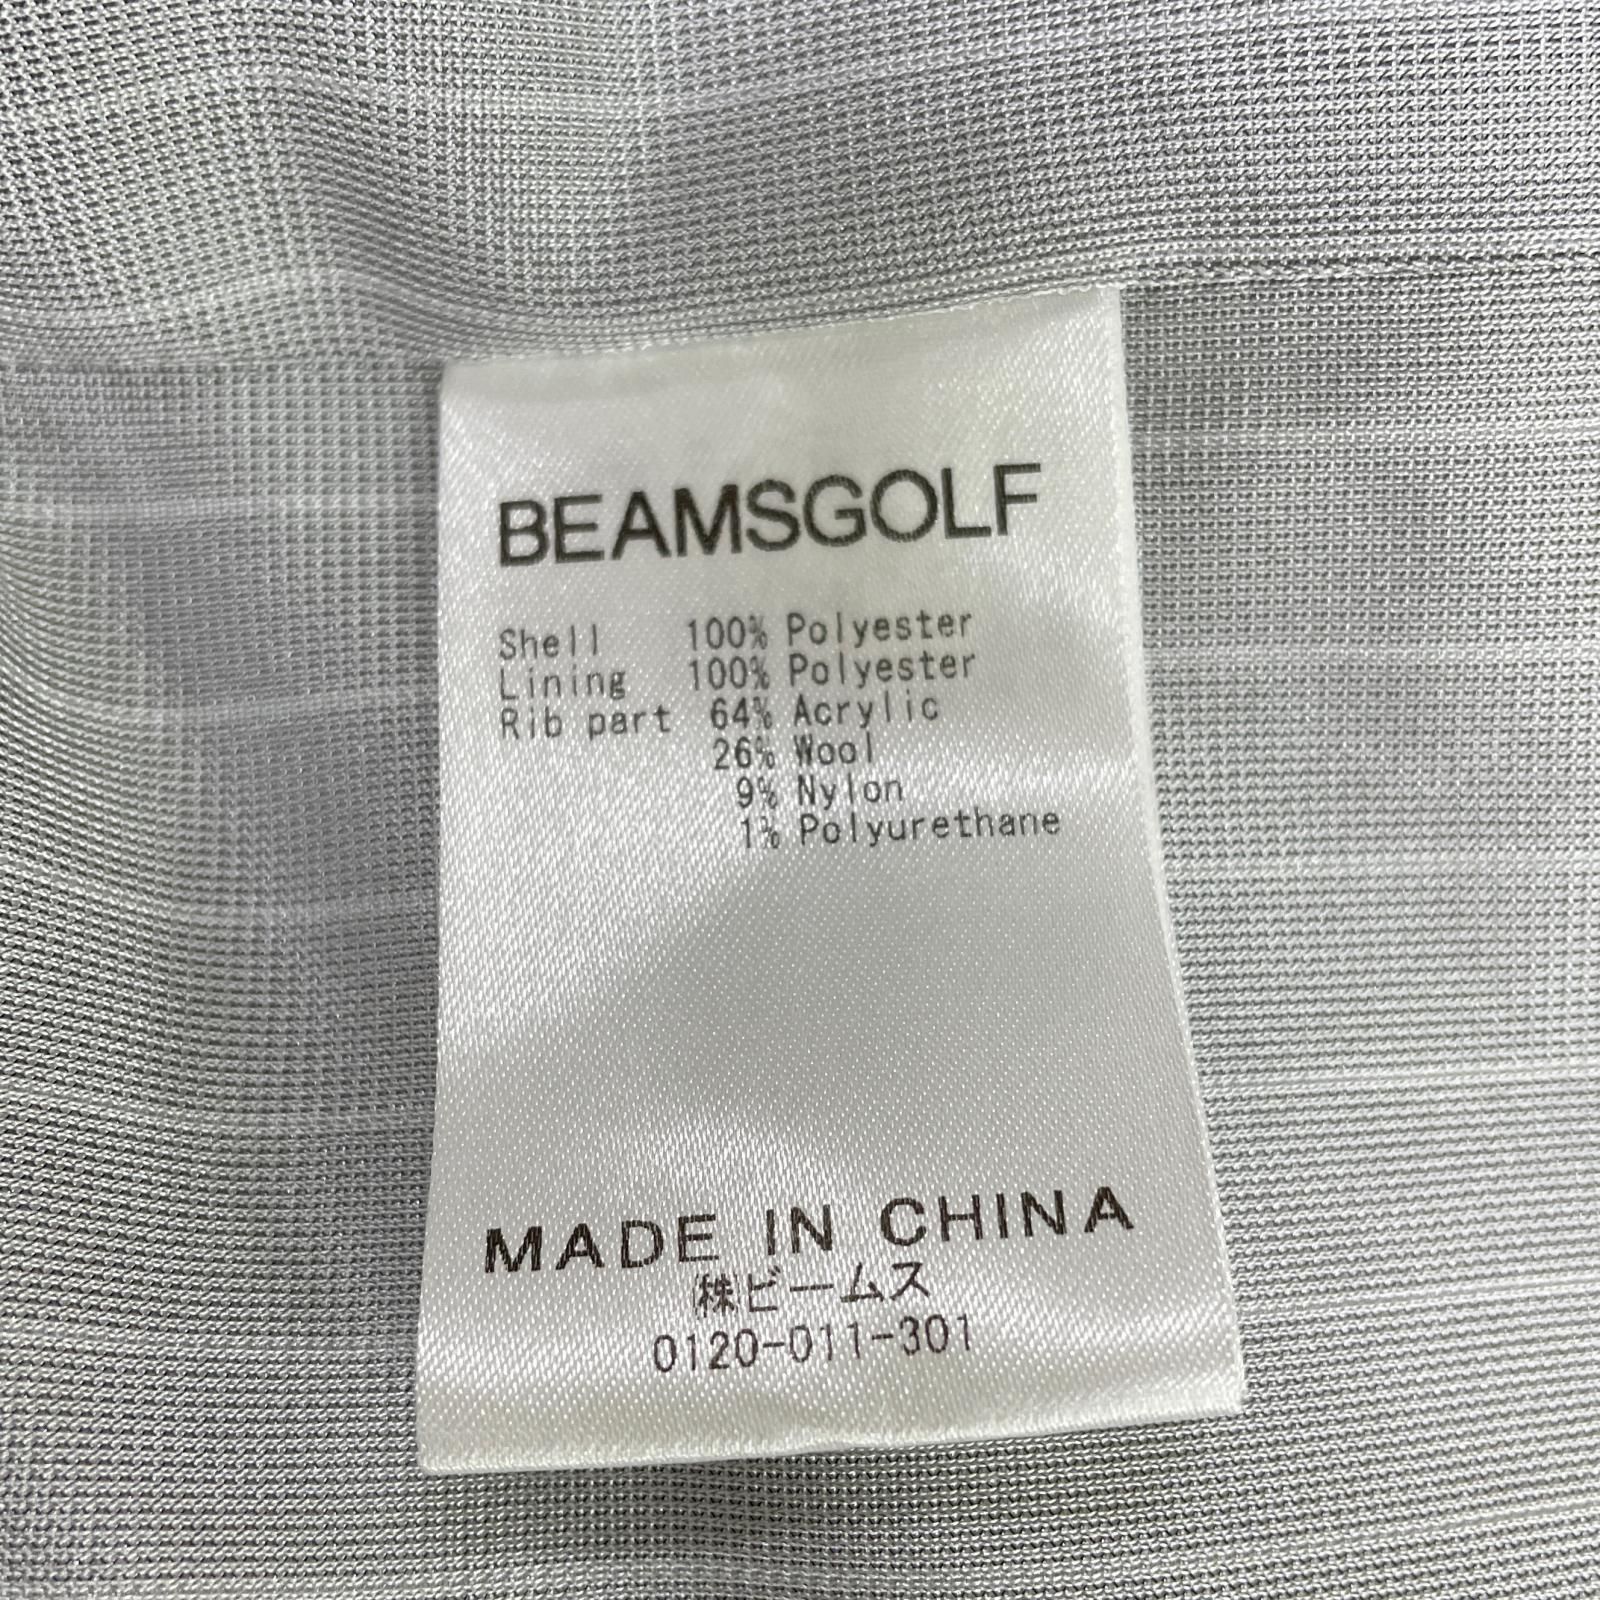 BEAMSGOLF
Shell 100% Polyester
Lining 100% Polyester
Rib part 64% Acrylic
26% Wool
9% Nylon
1% Polyurethane
MADE IN CHINA
㈱ビームス
0120-011-301